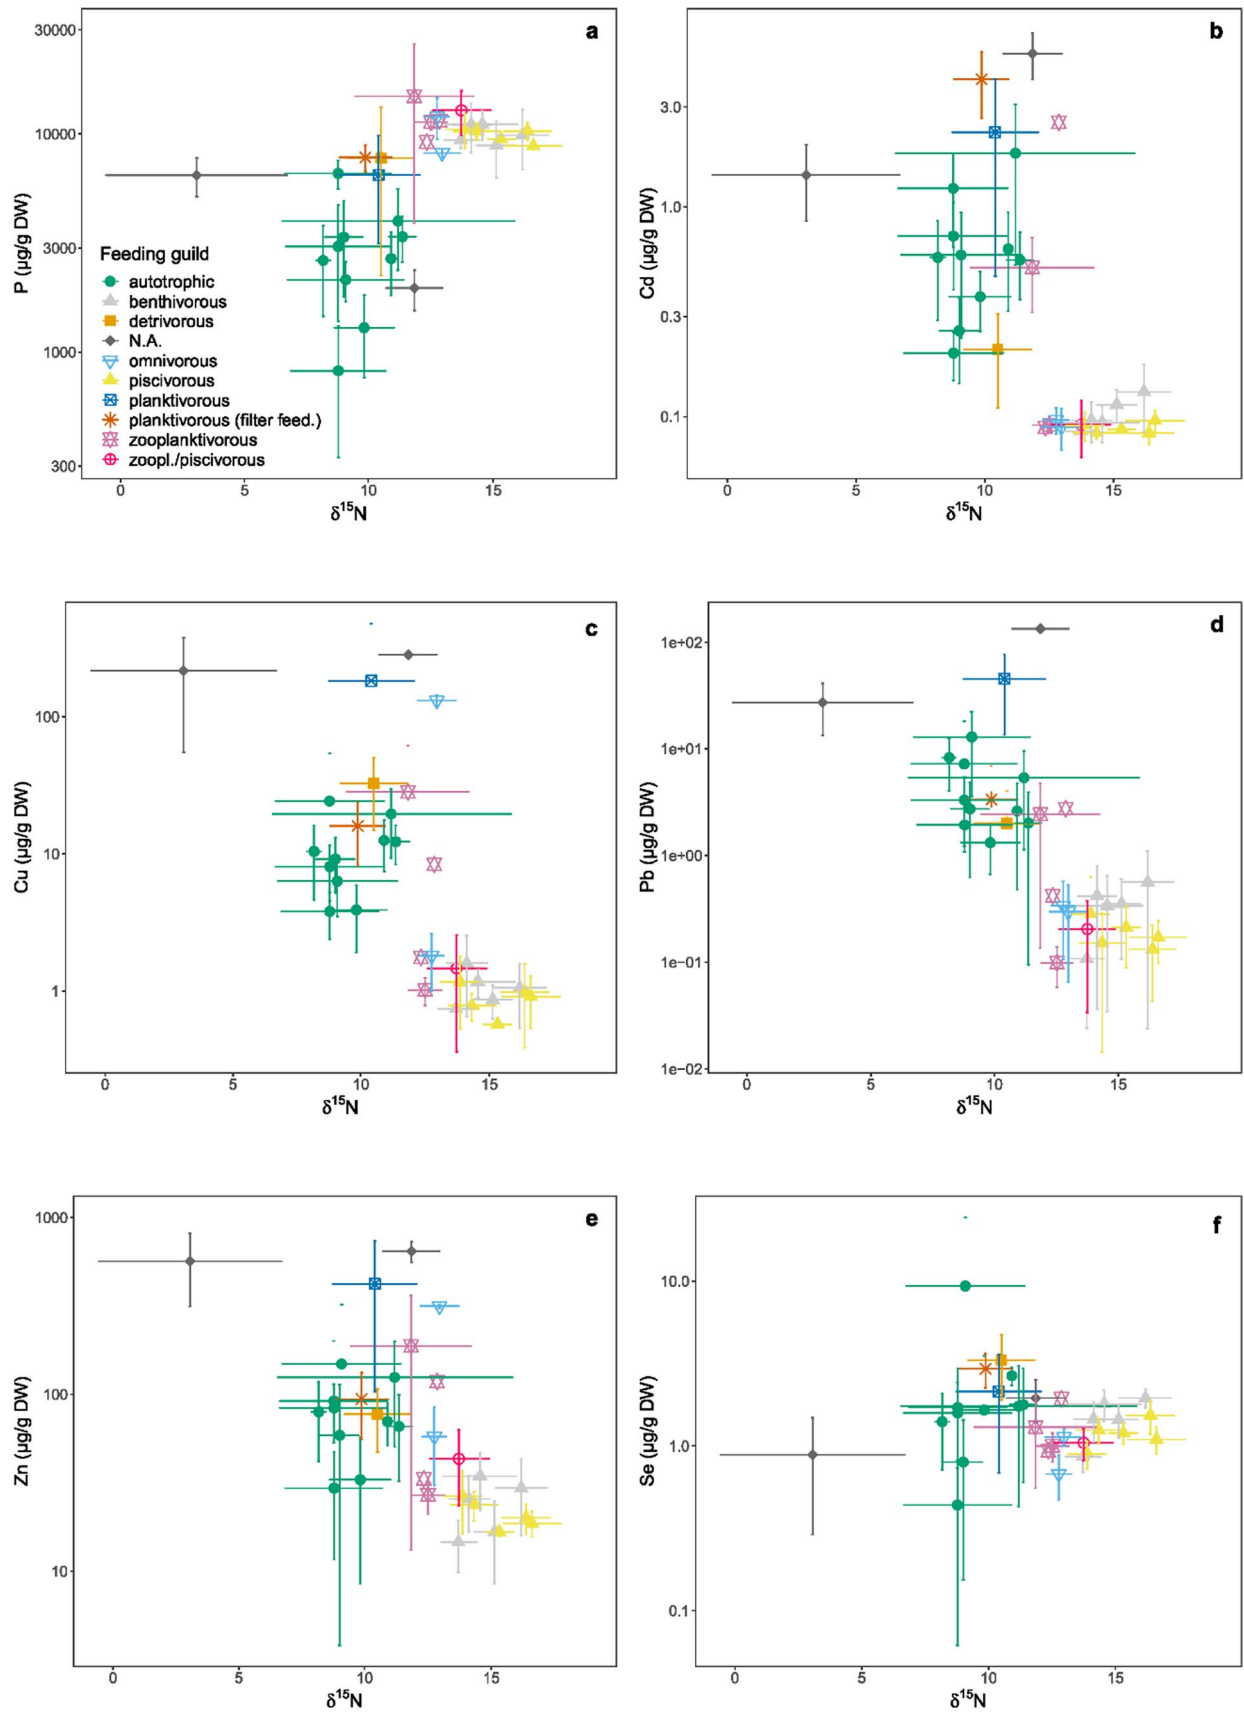 a
30000
10000
3000
1000
300
P (µg/g DW)
Feeding guild
autotrophic
benthivorous
detrivorous
N.A.
omnivorous
piscivorous
planktivorous
planktivorous (filter feed.)
zooplanktivorous
zoopl./piscivorous
0 5 10 15
δ¹⁵N
b
3.0
1.0
0.3
0.1
Cd (µg/g DW)
0 5 10 15
δ¹⁵N
c
100
10
1
Cu (µg/g DW)
0 5 10 15
δ¹⁵N
d
1e+02
1e+01
1e+00
1e−01
1e−02
Pb (µg/g DW)
0 5 10 15
δ¹⁵N
e
1000
100
10
Zn (µg/g DW)
0 5 10 15
δ¹⁵N
f
10.0
1.0
0.1
Se (µg/g DW)
0 5 10 15
δ¹⁵N